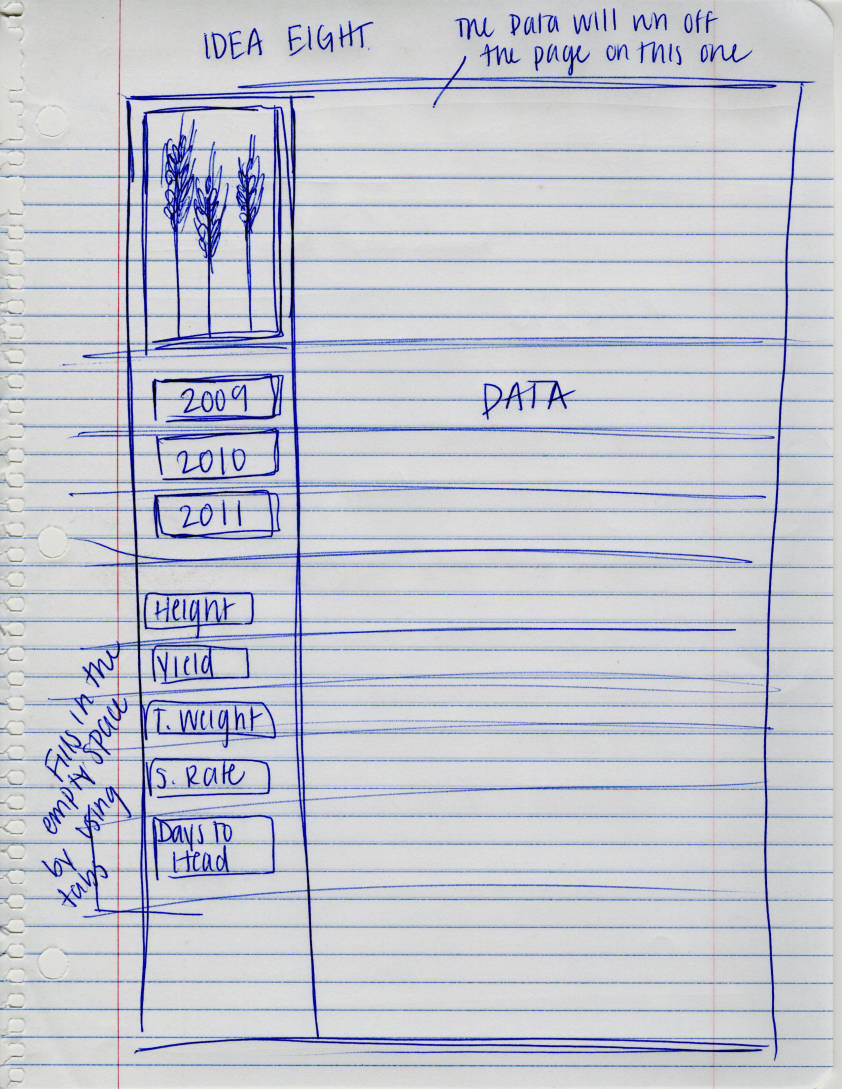 IDEA EIGHT.
The Data will run off
the page on this one
2009
DATA
2010
2011
Height
Yield
T. Weight
S. Rate
Days to
Head
Fills in the
empty space
by using
tabs